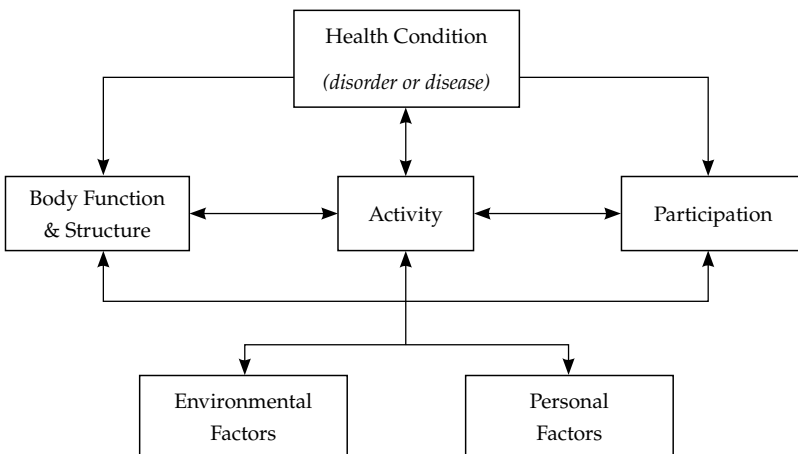 Health Condition
(disorder or disease)
Body Function
& Structure
Activity
Participation
Environmental
Factors
Personal
Factors